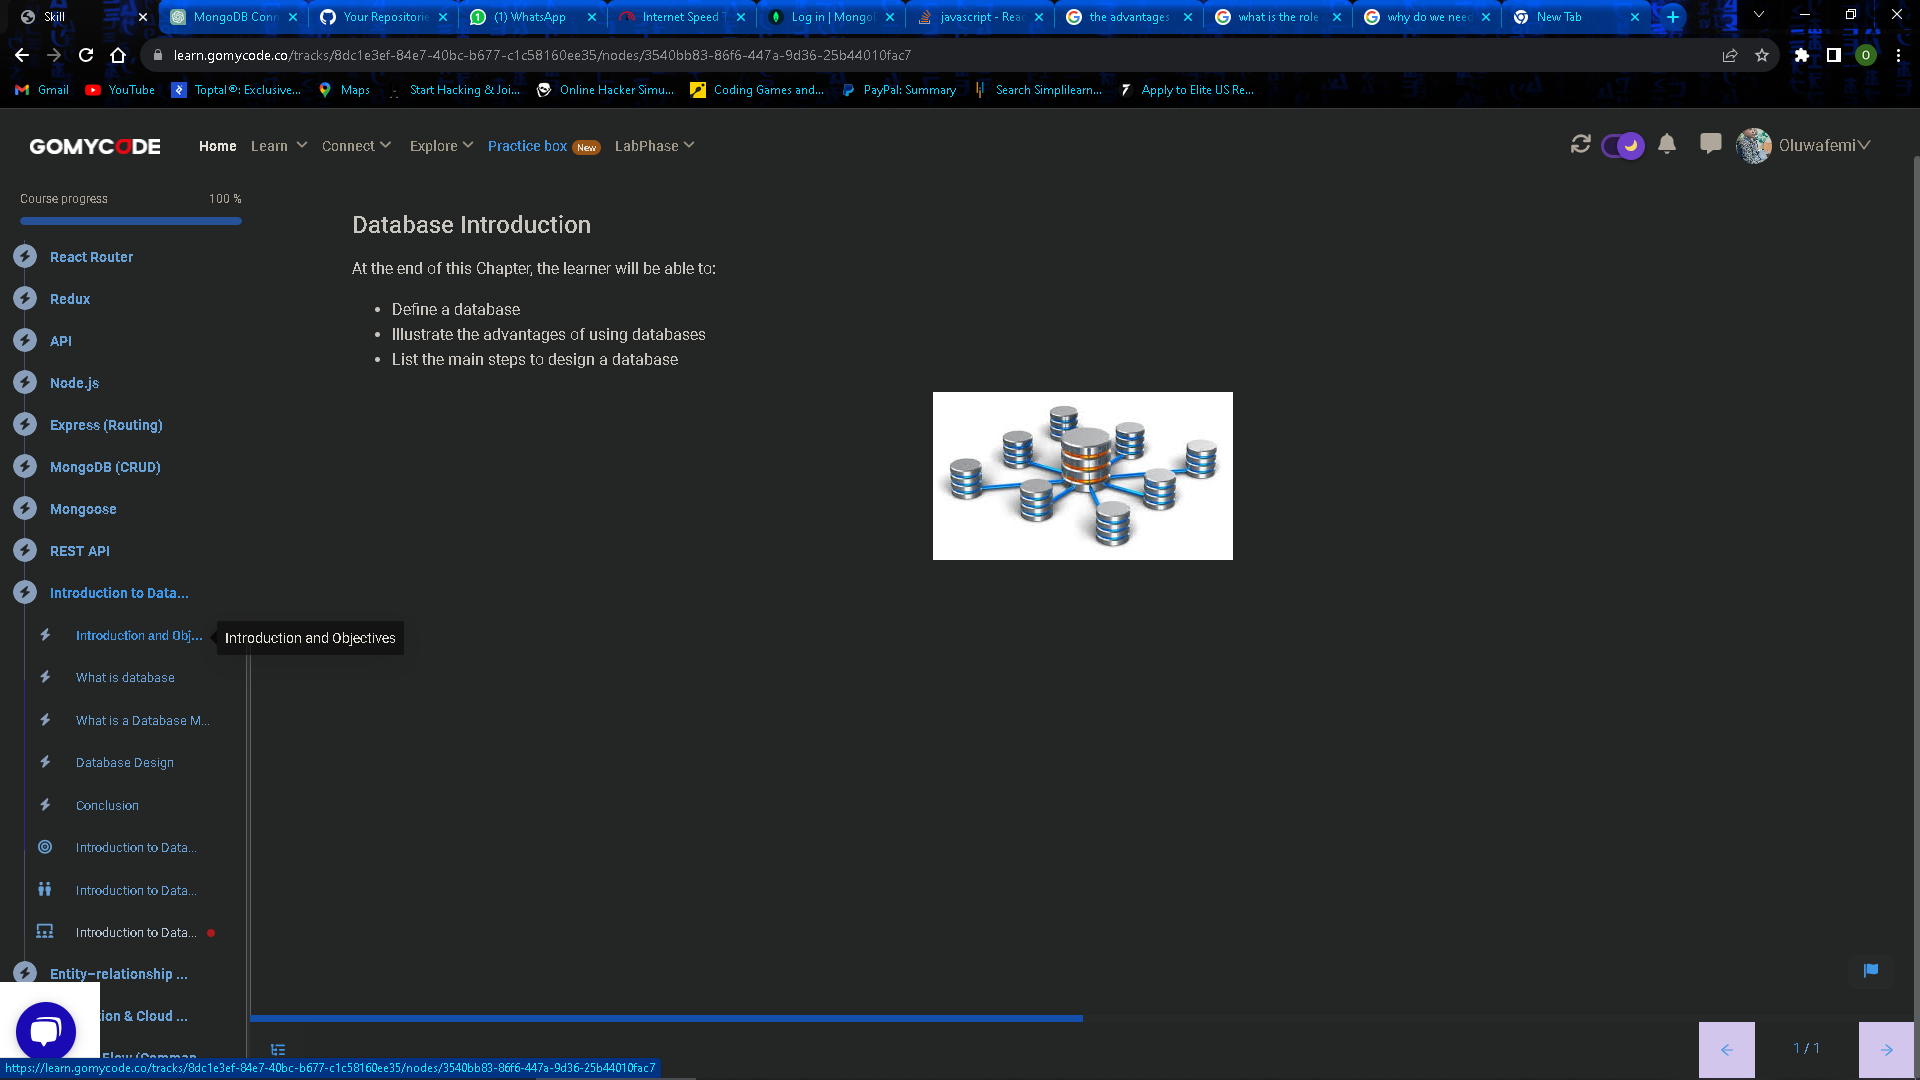 Skill
MongoDB Conn
Your Repositorie
(1) WhatsApp
Internet Speed T
Log in | Mongo
javascript - Rea
the advantages
what is the role
why do we need
New Tab
learn.gomycode.co/tracks/8dc1e3ef-84e7-40bc-b677-c1c58160ee35/nodes/3540bb83-86f6-447a-9d36-25b44010fac7
O
Gmail
YouTube
Toptal®: Exclusive...
Maps
Start Hacking & Joi...
Online Hacker Simu...
Coding Games and...
PayPal: Summary
Search Simplilearn...
Apply to Elite US Re...
GOMYCODE
Home
Learn
Connect
Explore
Practice box New
LabPhase
Oluwafemi
Course progress 100 %
React Router
Redux
API
Node.js
Express (Routing)
MongoDB (CRUD)
Mongoose
REST API
Introduction to Data...
Introduction and Obj...
Introduction and Objectives
What is database
What is a Database M...
Database Design
Conclusion
Introduction to Data...
Introduction to Data...
Introduction to Data...
Entity–relationship ...
ion & Cloud ...
Database Introduction
At the end of this Chapter, the learner will be able to:
• Define a database
• Illustrate the advantages of using databases
• List the main steps to design a database
1 / 1
https://learn.gomycode.co/tracks/8dc1e3ef-84e7-40bc-b677-c1c58160ee35/nodes/3540bb83-86f6-447a-9d36-25b44010fac7